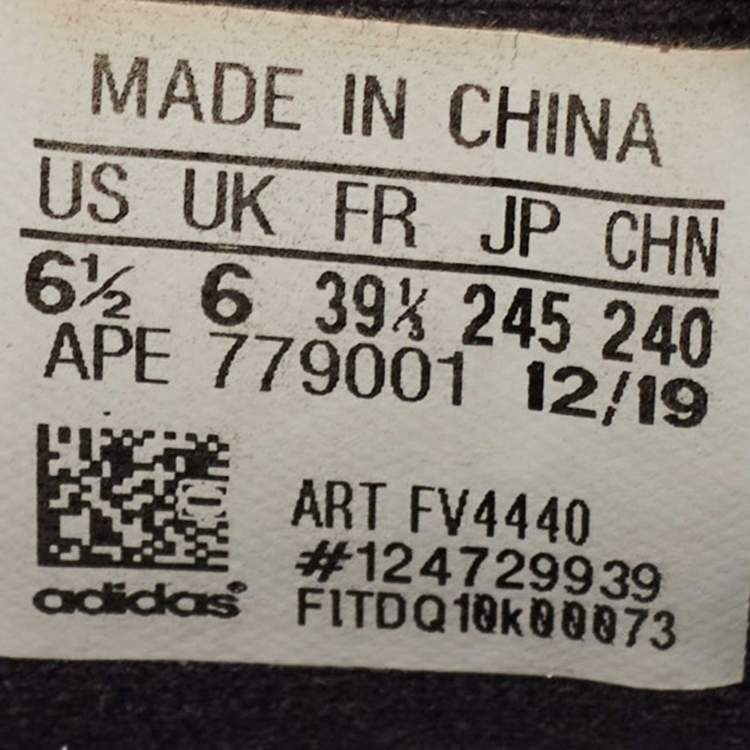 MADE IN CHINA
US UK FR JP CHN
6½ 6 39⅓ 245 240
APE 779001 12/19
ART FV4440
#124729939
adidas®
F1TDQ10k00073